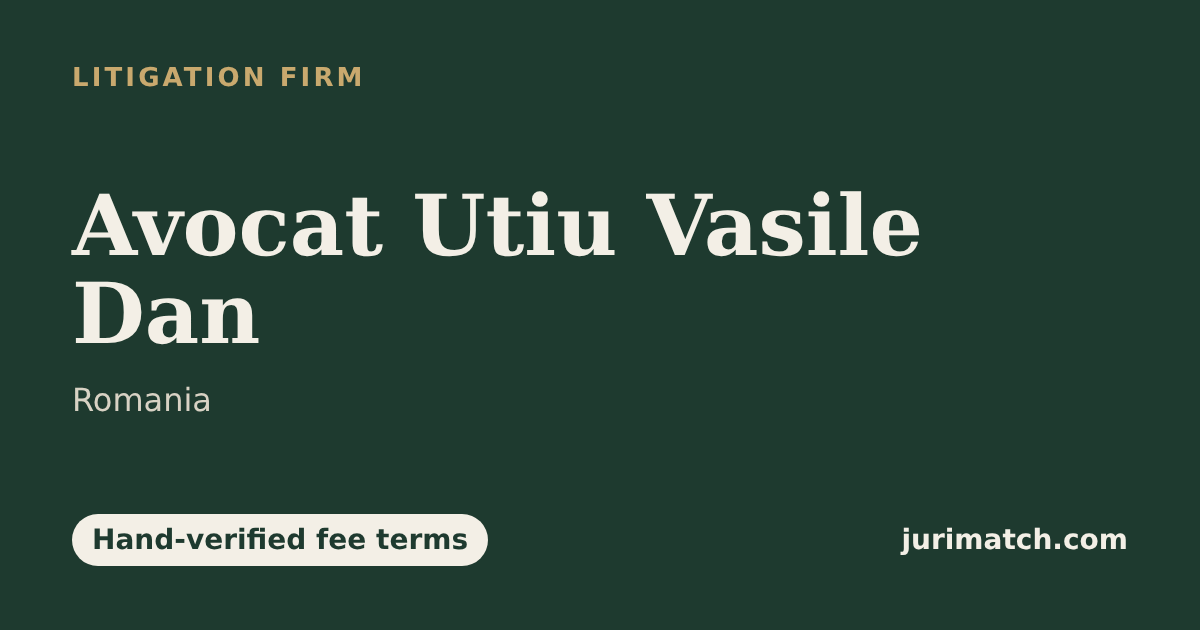 LITIGATION FIRM
Avocat Utiu Vasile
Dan
Romania
Hand-verified fee terms
jurimatch.com